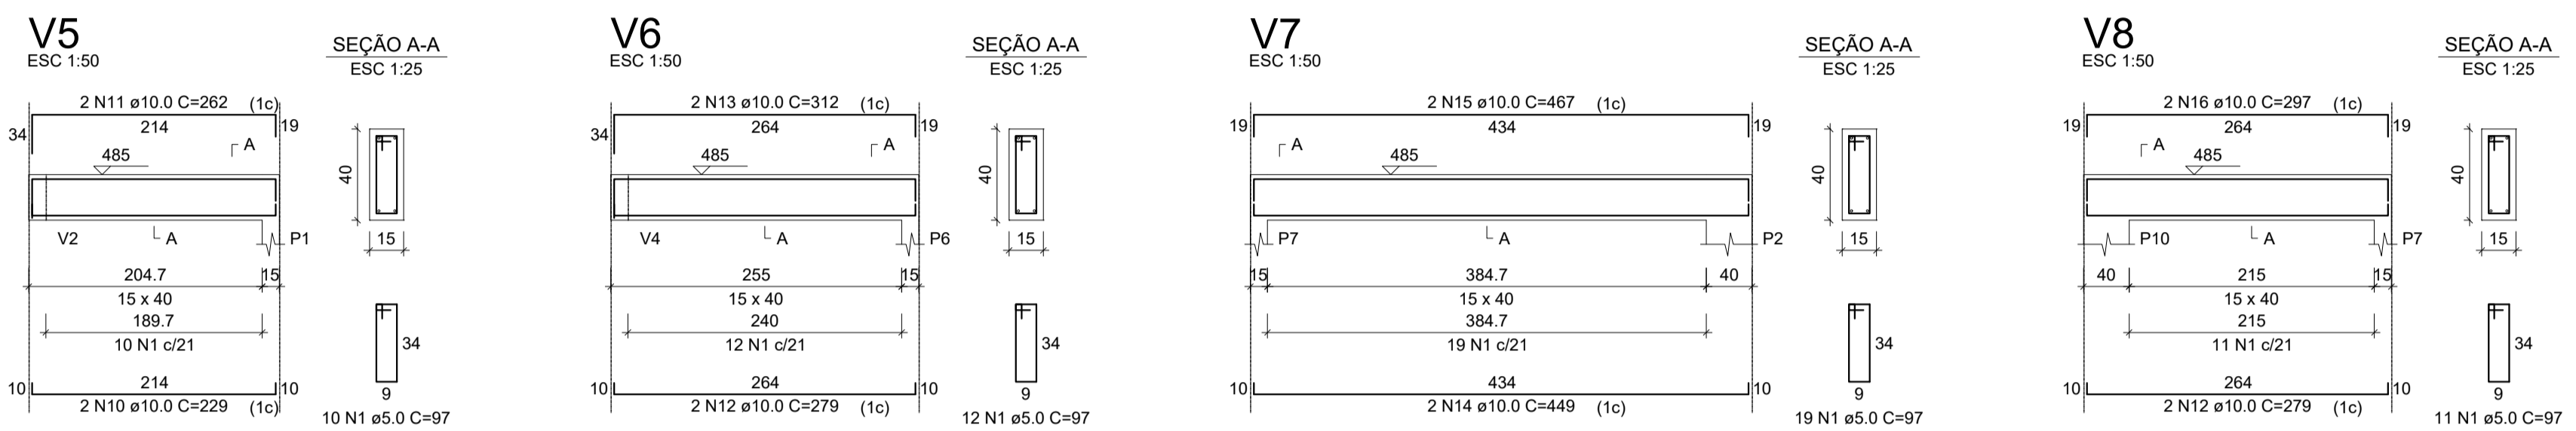 V5
ESC 1:50
SEÇÃO A-A
ESC 1:25
2 N11 ø10.0 C=262 (1c)
34
214
19
A
485
40
V2
A
P1
15
204.7
15
15 x 40
189.7
10 N1 c/21
34
10
214
10
9
2 N10 ø10.0 C=229 (1c)
10 N1 ø5.0 C=97
V6
ESC 1:50
SEÇÃO A-A
ESC 1:25
2 N13 ø10.0 C=312 (1c)
34
264
19
A
485
40
V4
A
P6
15
255
15
15 x 40
240
12 N1 c/21
34
10
264
10
9
2 N12 ø10.0 C=279 (1c)
12 N1 ø5.0 C=97
V7
ESC 1:50
SEÇÃO A-A
ESC 1:25
2 N15 ø10.0 C=467 (1c)
19
434
19
A
485
40
P7
A
P2
15
15
384.7
40
15 x 40
384.7
19 N1 c/21
34
10
434
10
9
2 N14 ø10.0 C=449 (1c)
19 N1 ø5.0 C=97
V8
ESC 1:50
SEÇÃO A-A
ESC 1:25
2 N16 ø10.0 C=297 (1c)
19
264
19
A
485
40
P10
A
P7
15
40
215
15
15 x 40
215
11 N1 c/21
34
10
264
10
9
2 N12 ø10.0 C=279 (1c)
11 N1 ø5.0 C=97